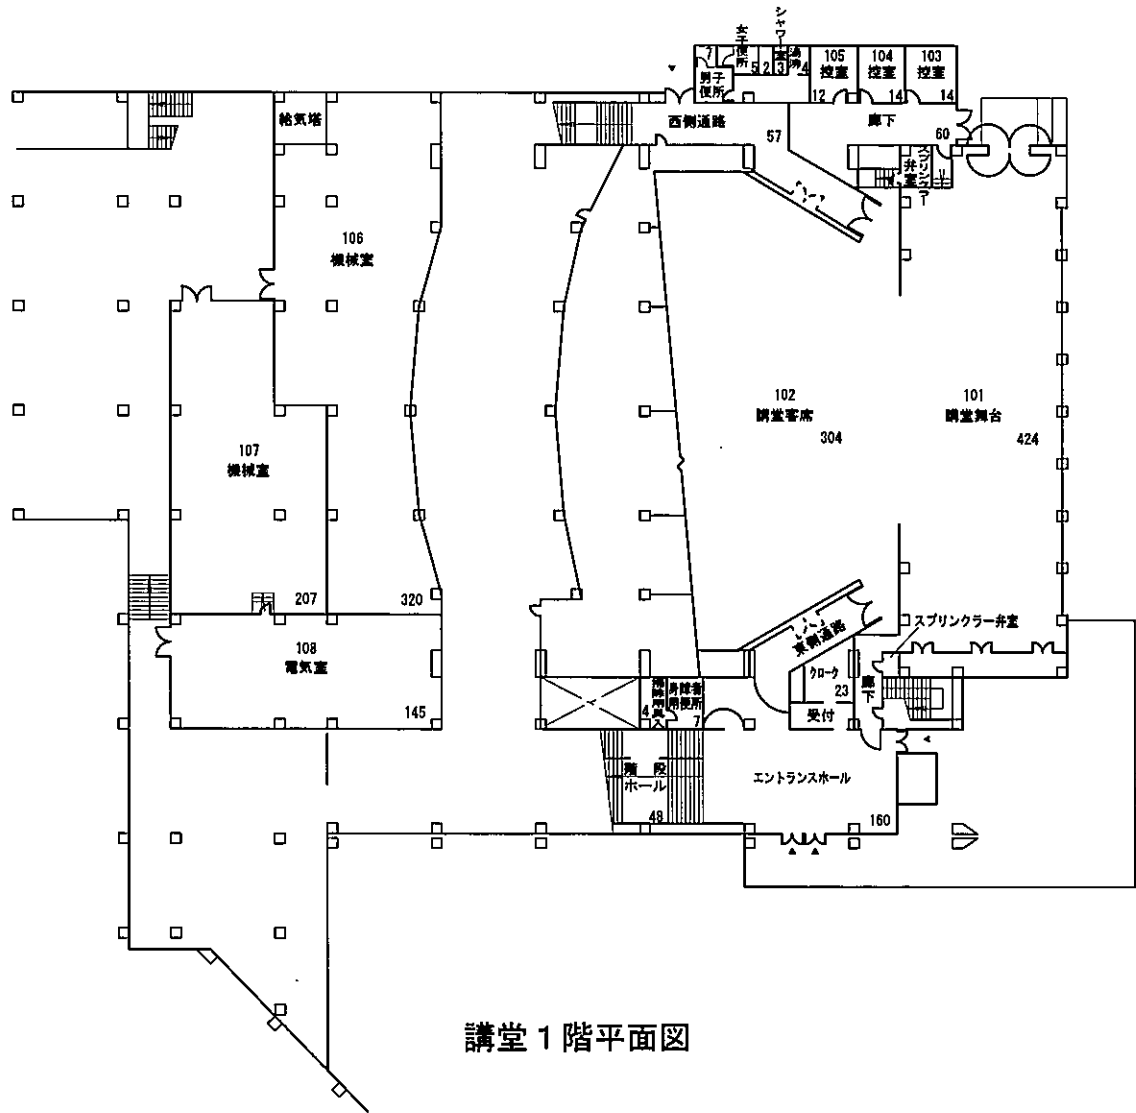 シャワー室
女子便所
湯沸
7
5
2
3
4
男子
便所
105
控室
12
104
控室
14
103
控室
14
給気塔
西側通路
57
廊下
60
スプリンクラー
弁室
106
機械室
320
102
講堂客席
304
101
講堂舞台
424
107
機械室
207
108
電気室
145
東側通路
スプリンクラー弁室
クローク
23
廊下
受付
掃除用具入
4
身障者
用便所
7
階 段
ホール
48
エントランスホール
160
講堂1階平面図